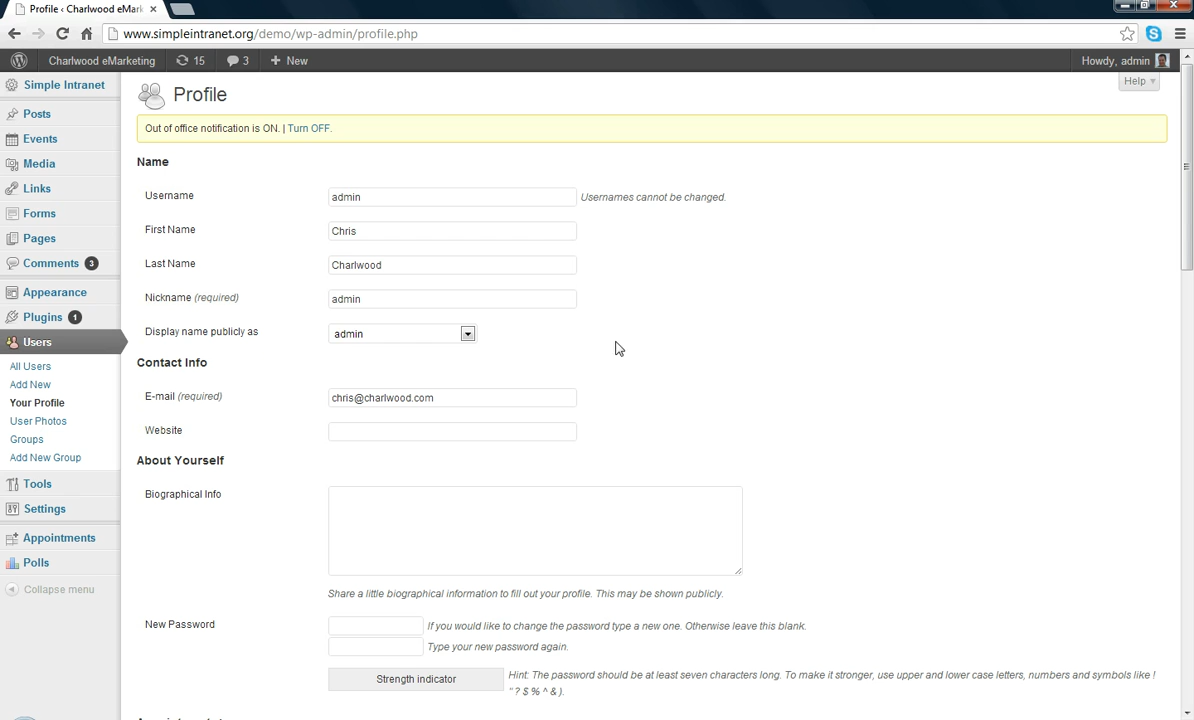 Profile ‹ Charlwood eMark
www.simpleintranet.org/demo/wp-admin/profile.php
Charlwood eMarketing 15 3 + New Howdy, admin
Simple Intranet
Help
Profile
Out of office notification is ON. | Turn OFF.
Posts
Events
Media
Links
Forms
Pages
Comments 3
Appearance
Plugins 1
Users
All Users
Add New
Your Profile
User Photos
Groups
Add New Group
Tools
Settings
Appointments
Polls
Collapse menu
Name
Username admin Usernames cannot be changed.
First Name Chris
Last Name Charlwood
Nickname (required) admin
Display name publicly as admin
Contact Info
E-mail (required) chris@charlwood.com
Website
About Yourself
Biographical Info
Share a little biographical information to fill out your profile. This may be shown publicly.
New Password If you would like to change the password type a new one. Otherwise leave this blank.
Type your new password again.
Strength indicator Hint: The password should be at least seven characters long. To make it stronger, use upper and lower case letters, numbers and symbols like !
" ? $ % ^ & ).